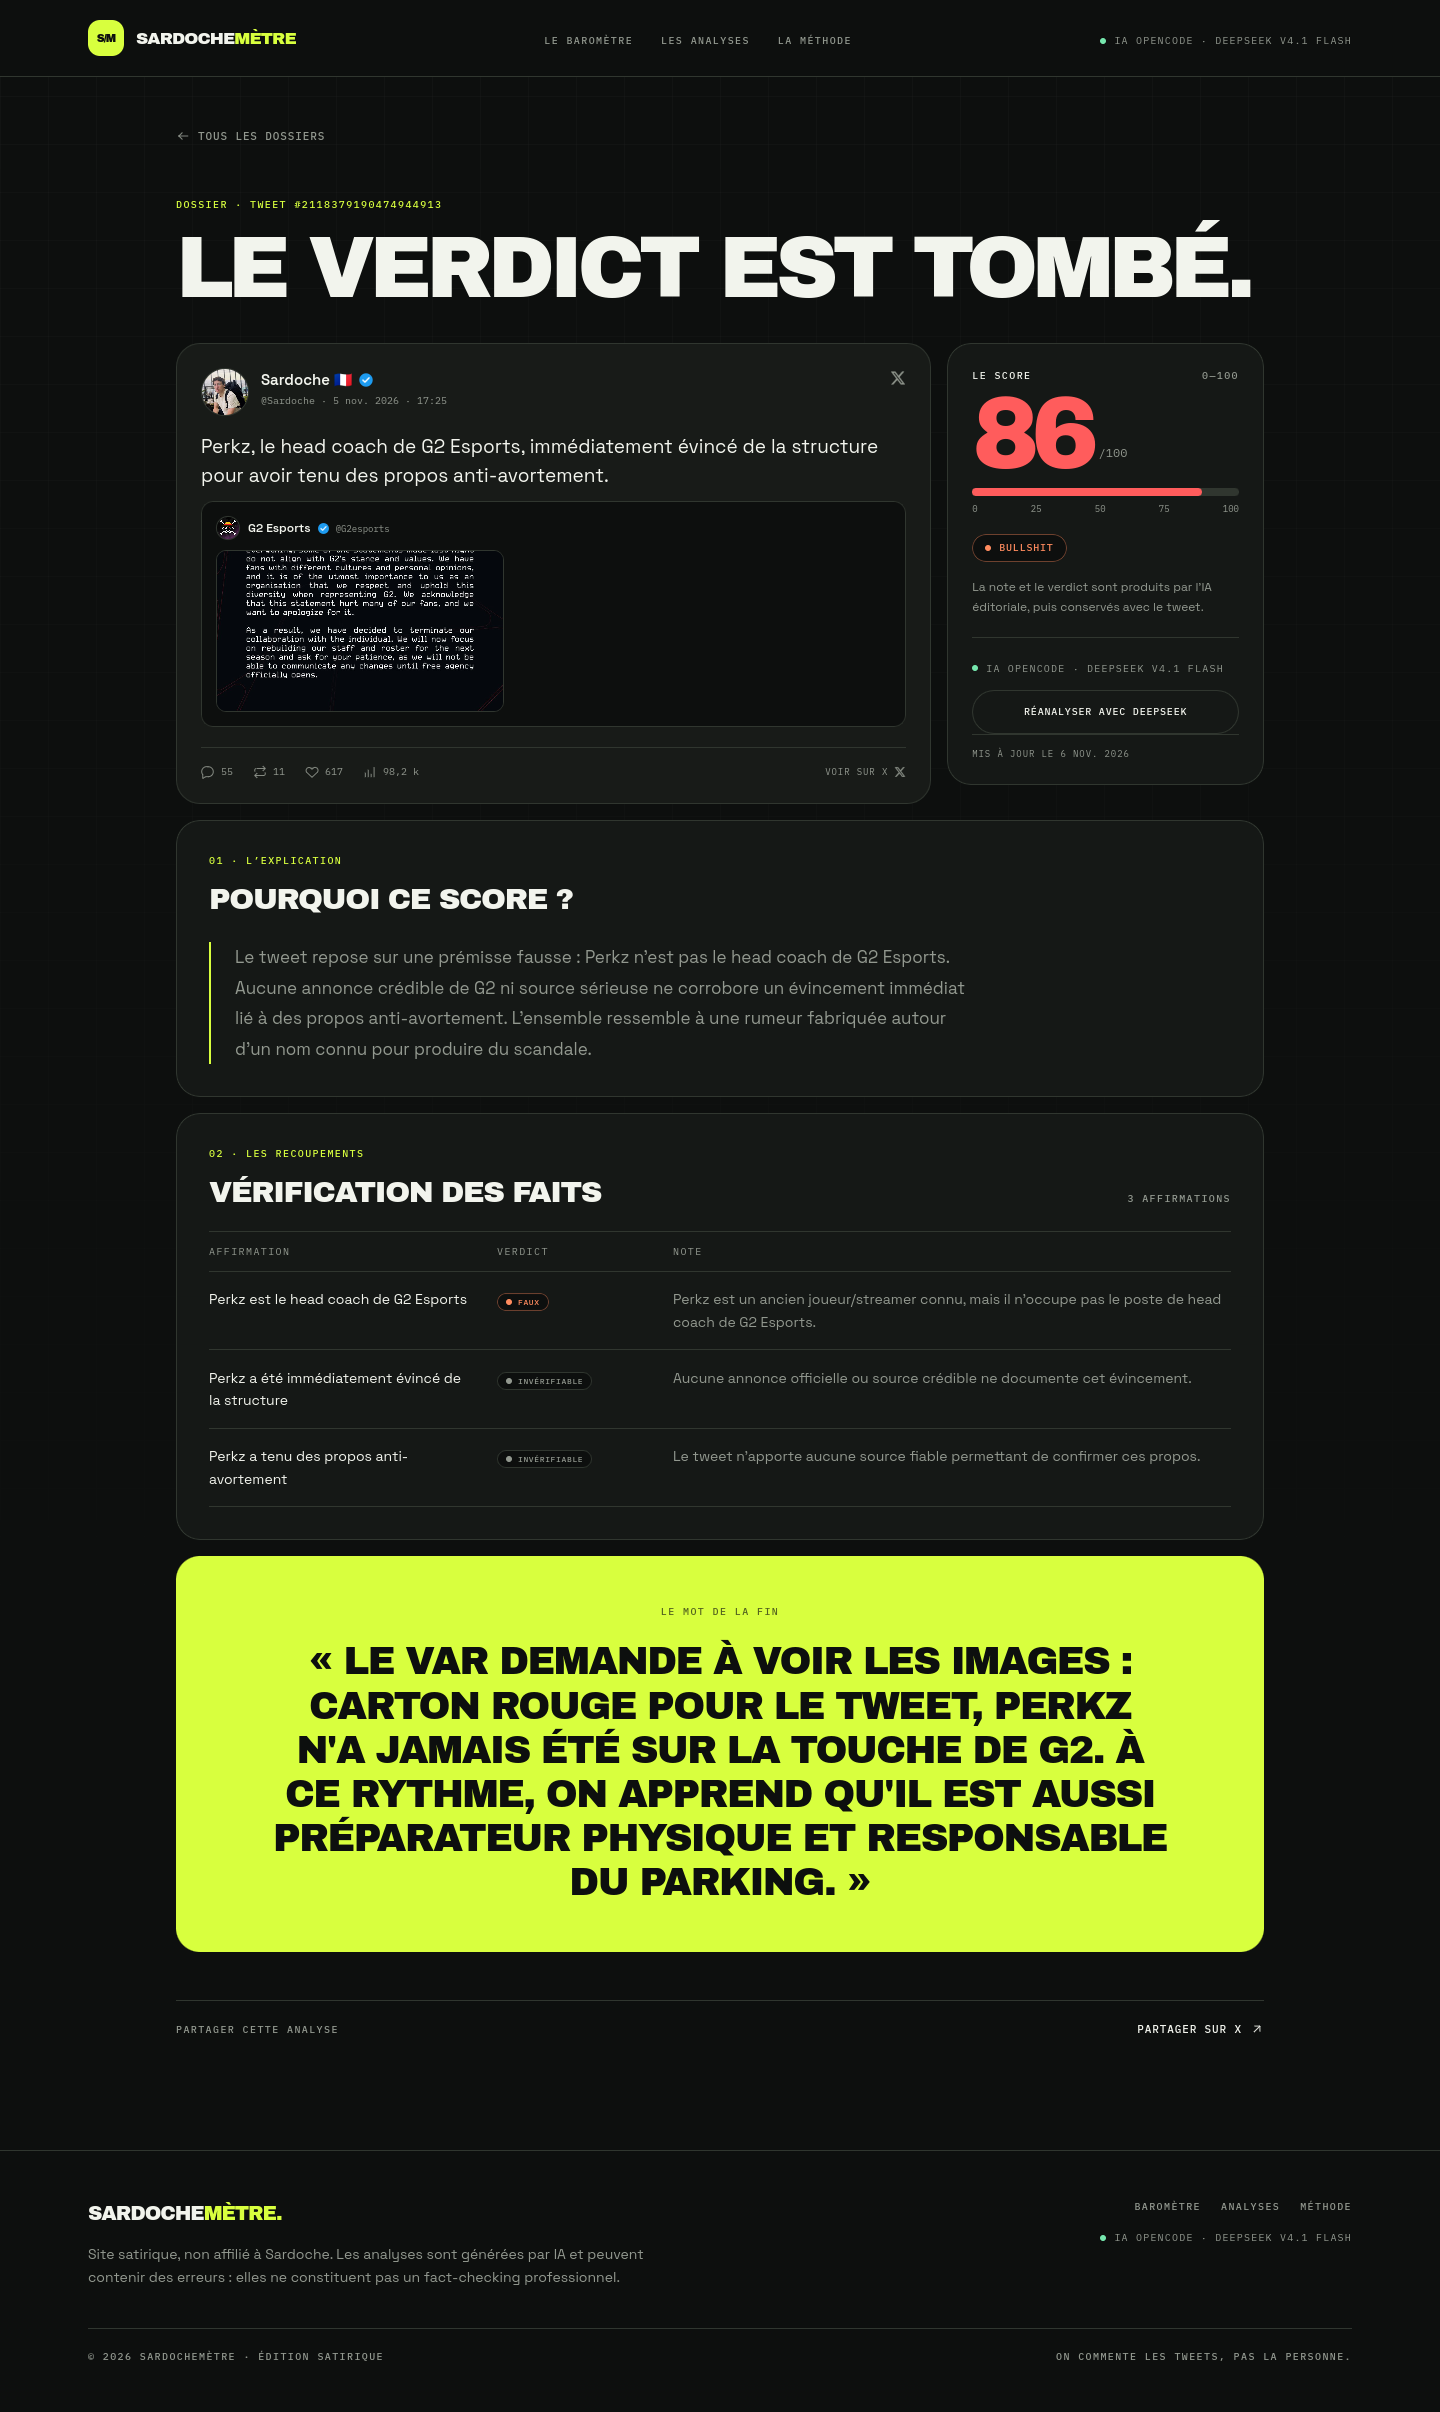 S/M
SARDOCHEMÈTRE
LE BAROMÈTRE
LES ANALYSES
LA MÉTHODE
IA OPENCODE · DEEPSEEK V4.1 FLASH
← TOUS LES DOSSIERS
DOSSIER · TWEET #2118379190474944913
LE VERDICT EST TOMBÉ.
Sardoche 🇫🇷
@Sardoche · 5 nov. 2026 · 17:25
Perkz, le head coach de G2 Esports, immédiatement évincé de la structure
pour avoir tenu des propos anti-avortement.
G2 Esports @G2esports
do not align with G2's stance and values. We have
fans with different cultures and personal opinions,
and it is of the utmost importance to us as an
organisation that we respect and uphold this
diversity when representing G2. We acknowledge
that this statement hurt many of our fans, and we
want to apologize for it.
As a result, we have decided to terminate our
collaboration with the individual. We will now focus
on rebuilding our staff and roster for the next
season and ask for your patience, as we will not be
able to communicate any changes until free agency
officially opens.
55
11
617
98,2 k
VOIR SUR X
LE SCORE
0—100
86
/100
0
25
50
75
100
BULLSHIT
La note et le verdict sont produits par l'IA
éditoriale, puis conservés avec le tweet.
IA OPENCODE · DEEPSEEK V4.1 FLASH
RÉANALYSER AVEC DEEPSEEK
MIS À JOUR LE 6 NOV. 2026
01 · L'EXPLICATION
POURQUOI CE SCORE ?
Le tweet repose sur une prémisse fausse : Perkz n'est pas le head coach de G2 Esports.
Aucune annonce crédible de G2 ni source sérieuse ne corrobore un évincement immédiat
lié à des propos anti-avortement. L'ensemble ressemble à une rumeur fabriquée autour
d'un nom connu pour produire du scandale.
02 · LES RECOUPEMENTS
VÉRIFICATION DES FAITS
3 AFFIRMATIONS
AFFIRMATION
VERDICT
NOTE
Perkz est le head coach de G2 Esports
FAUX
Perkz est un ancien joueur/streamer connu, mais il n'occupe pas le poste de head
coach de G2 Esports.
Perkz a été immédiatement évincé de
la structure
INVÉRIFIABLE
Aucune annonce officielle ou source crédible ne documente cet évincement.
Perkz a tenu des propos anti-
avortement
INVÉRIFIABLE
Le tweet n'apporte aucune source fiable permettant de confirmer ces propos.
LE MOT DE LA FIN
« LE VAR DEMANDE À VOIR LES IMAGES :
CARTON ROUGE POUR LE TWEET, PERKZ
N'A JAMAIS ÉTÉ SUR LA TOUCHE DE G2. À
CE RYTHME, ON APPREND QU'IL EST AUSSI
PRÉPARATEUR PHYSIQUE ET RESPONSABLE
DU PARKING. »
PARTAGER CETTE ANALYSE
PARTAGER SUR X ↗
SARDOCHEMÈTRE.
Site satirique, non affilié à Sardoche. Les analyses sont générées par IA et peuvent
contenir des erreurs : elles ne constituent pas un fact-checking professionnel.
BAROMÈTRE
ANALYSES
MÉTHODE
IA OPENCODE · DEEPSEEK V4.1 FLASH
© 2026 SARDOCHEMÈTRE · ÉDITION SATIRIQUE
ON COMMENTE LES TWEETS, PAS LA PERSONNE.